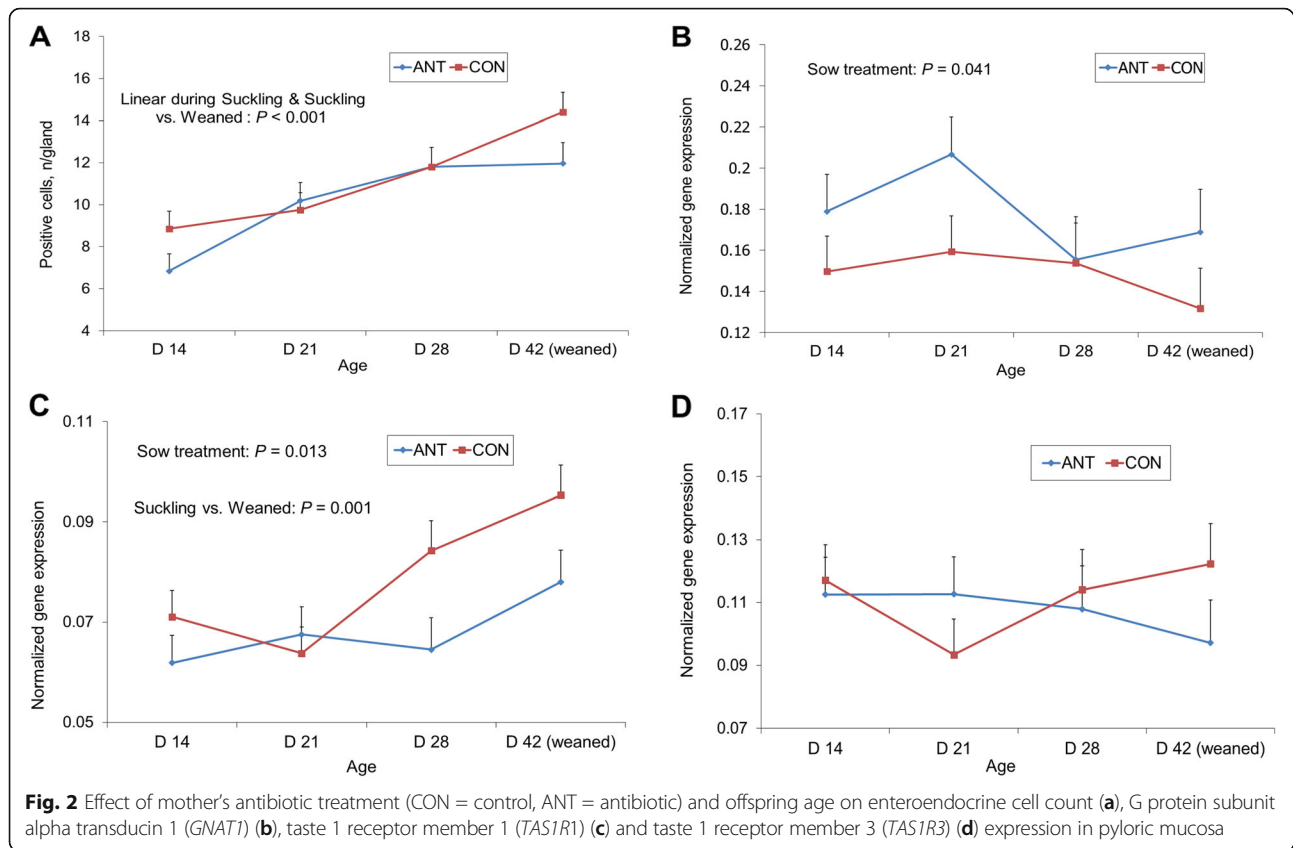 A
ANT CON
Linear during Suckling & Suckling
vs. Weaned : P < 0.001
Positive cells, n/gland
18
16
14
12
10
8
6
4
D 14 D 21 D 28 D 42 (weaned)
Age
B
Sow treatment: P = 0.041
ANT CON
Normalized gene expression
0.26
0.24
0.22
0.2
0.18
0.16
0.14
0.12
D 14 D 21 D 28 D 42 (weaned)
Age
C
Sow treatment: P = 0.013
ANT CON
Suckling vs. Weaned: P = 0.001
Normalized gene expression
0.11
0.09
0.07
0.05
D 14 D 21 D 28 D 42 (weaned)
Age
D
ANT CON
Normalized gene expression
0.17
0.15
0.13
0.11
0.09
0.07
D 14 D 21 D 28 D 42 (weaned)
Age
Fig. 2 Effect of mother's antibiotic treatment (CON = control, ANT = antibiotic) and offspring age on enteroendocrine cell count (a), G protein subunit
alpha transducin 1 (GNAT1) (b), taste 1 receptor member 1 (TAS1R1) (c) and taste 1 receptor member 3 (TAS1R3) (d) expression in pyloric mucosa